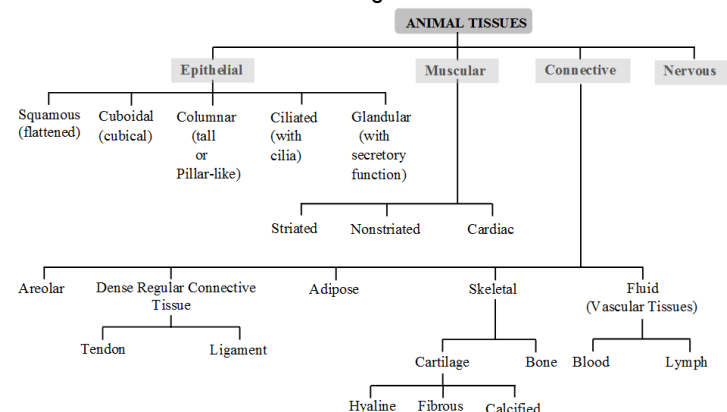 ANIMAL TISSUES
Epithelial
Muscular
Connective
Nervous
Squamous
(flattened)
Cuboidal
(cubical)
Columnar
(tall
or
Pillar-like)
Ciliated
(with
cilia)
Glandular
(with
secretory
function)
Striated
Nonstriated
Cardiac
Areolar
Dense Regular Connective
Tissue
Adipose
Skeletal
Fluid
(Vascular Tissues)
Tendon
Ligament
Cartilage
Bone
Blood
Lymph
Hyaline
Fibrous
Calcified